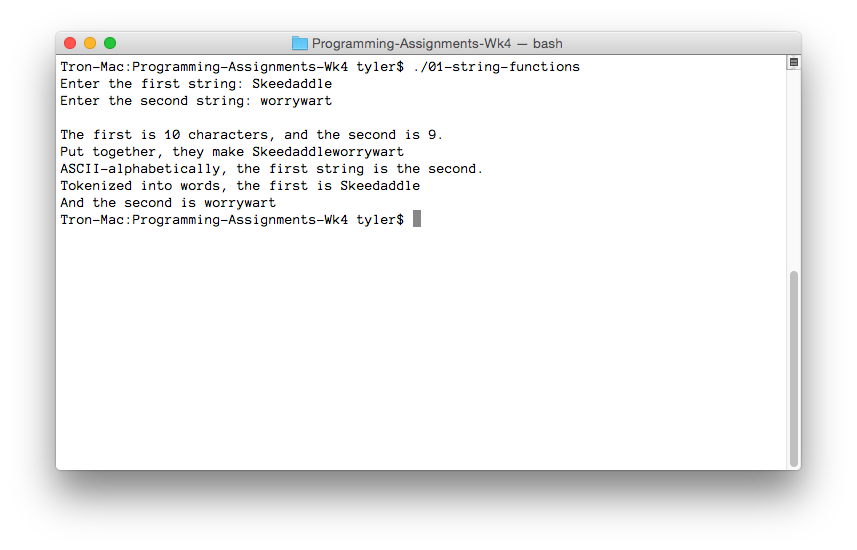 Programming-Assignments-Wk4 — bash
Tron-Mac:Programming-Assignments-Wk4 tyler$ ./01-string-functions
Enter the first string: Skeedaddle
Enter the second string: worrywart
The first is 10 characters, and the second is 9.
Put together, they make Skeedaddleworrywart
ASCII-alphabetically, the first string is the second.
Tokenized into words, the first is Skeedaddle
And the second is worrywart
Tron-Mac:Programming-Assignments-Wk4 tyler$